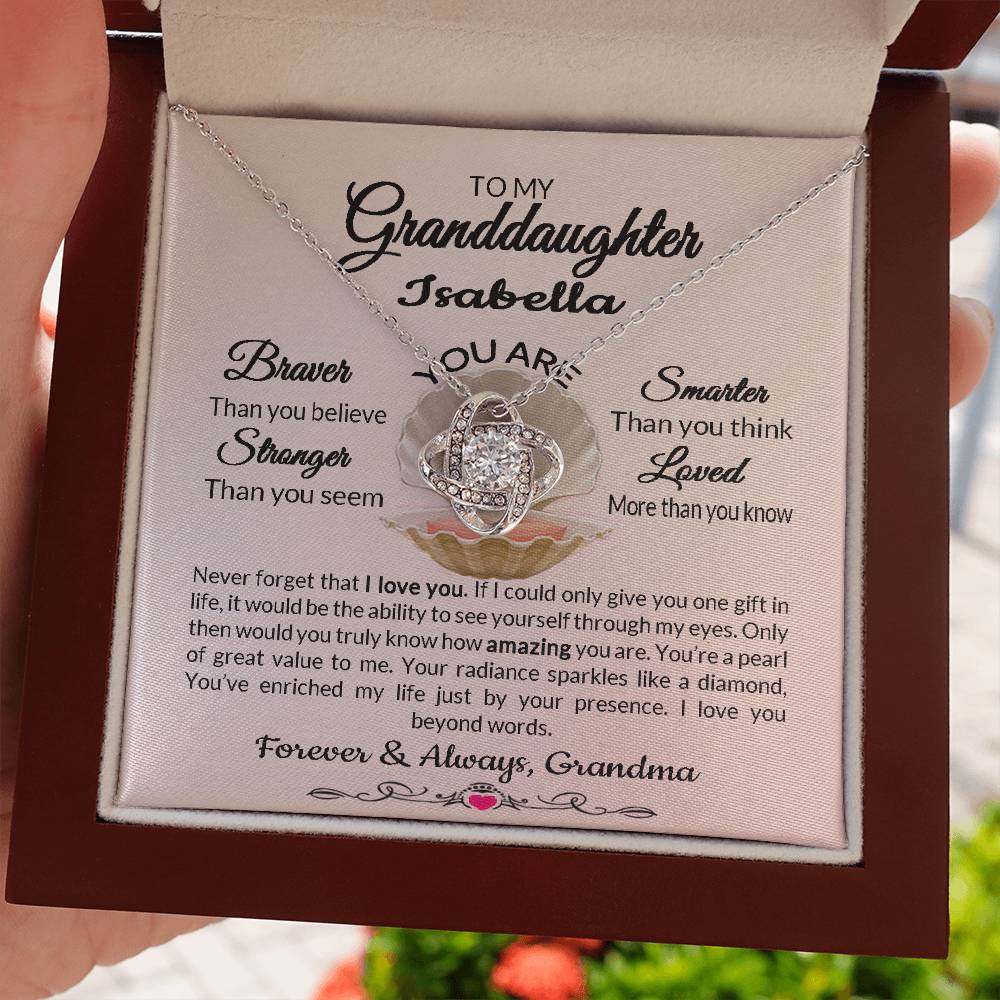 TO MY
Granddaughter
Isabella
YOU ARE
Braver
Than you believe
Stronger
Than you seem
Smarter
Than you think
Loved
More than you know
Never forget that I love you. If I could only give you one gift in
life, it would be the ability to see yourself through my eyes. Only
then would you truly know how amazing you are. You’re a pearl
of great value to me. Your radiance sparkles like a diamond,
You’ve enriched my life just by your presence. I love you
beyond words.
Forever & Always, Grandma